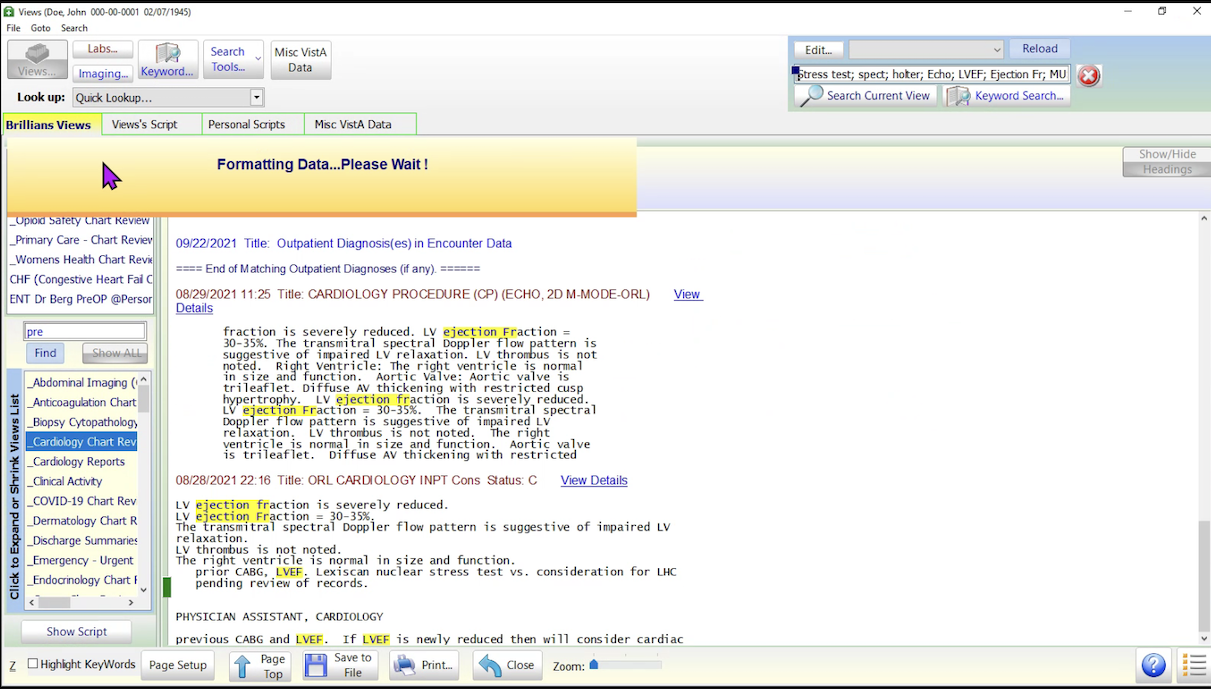 Views (Doe, John 000-00-0001 02/07/1945)
File Goto Search
Views...
Labs...
Imaging...
Keyword...
Search Tools...
Misc VistA Data
Look up: Quick Lookup...
Edit...
Reload
Stress test; spect; holter; Echo; LVEF; Ejection Fr; MU
Search Current View
Keyword Search...
Brillians Views
Views's Script
Personal Scripts
Misc VistA Data
Formatting Data...Please Wait !
Show/Hide
Headings
_Opioid Safety Chart Review
_Primary Care - Chart Review
_Womens Health Chart Revi
CHF (Congestive Heart Fail C
ENT Dr Berg PreOP @Person
pre
Find
Show ALL
Click to Expand or Shrink Views List
_Abdominal Imaging (
_Anticoagulation Chart
_Biopsy Cytopathology
_Cardiology Chart Rev
_Cardiology Reports
_Clinical Activity
_COVID-19 Chart Rev
_Dermatology Chart R
_Discharge Summaries
_Emergency - Urgent
_Endocrinology Chart
Show Script
09/22/2021 Title: Outpatient Diagnosis(es) in Encounter Data
==== End of Matching Outpatient Diagnoses (if any). ======
08/29/2021 11:25 Title: CARDIOLOGY PROCEDURE (CP) (ECHO, 2D M-MODE-ORL) View
Details
fraction is severely reduced. LV ejection Fraction =
30-35%. The transmitral spectral Doppler flow pattern is
suggestive of impaired LV relaxation. LV thrombus is not
noted. Right Ventricle: The right ventricle is normal
in size and function. Aortic Valve: Aortic valve is
trileaflet. Diffuse AV thickening with restricted cusp
hypertrophy. LV ejection fraction is severely reduced.
LV ejection Fraction = 30-35%. The transmitral spectral
Doppler flow pattern is suggestive of impaired LV
relaxation. LV thrombus is not noted. The right
ventricle is normal in size and function. Aortic valve
is trileaflet. Diffuse AV thickening with restricted
08/28/2021 22:16 Title: ORL CARDIOLOGY INPT Cons Status: C View Details
LV ejection fraction is severely reduced.
LV ejection Fraction = 30-35%.
The transmitral spectral Doppler flow pattern is suggestive of impaired LV
relaxation.
LV thrombus is not noted.
The right ventricle is normal in size and function.
prior CABG, LVEF. Lexiscan nuclear stress test vs. consideration for LHC
pending review of records.
PHYSICIAN ASSISTANT, CARDIOLOGY
previous CABG and LVEF. If LVEF is newly reduced then will consider cardiac
Z
Highlight KeyWords
Page Setup
Page Top
Save to File
Print...
Close
Zoom: